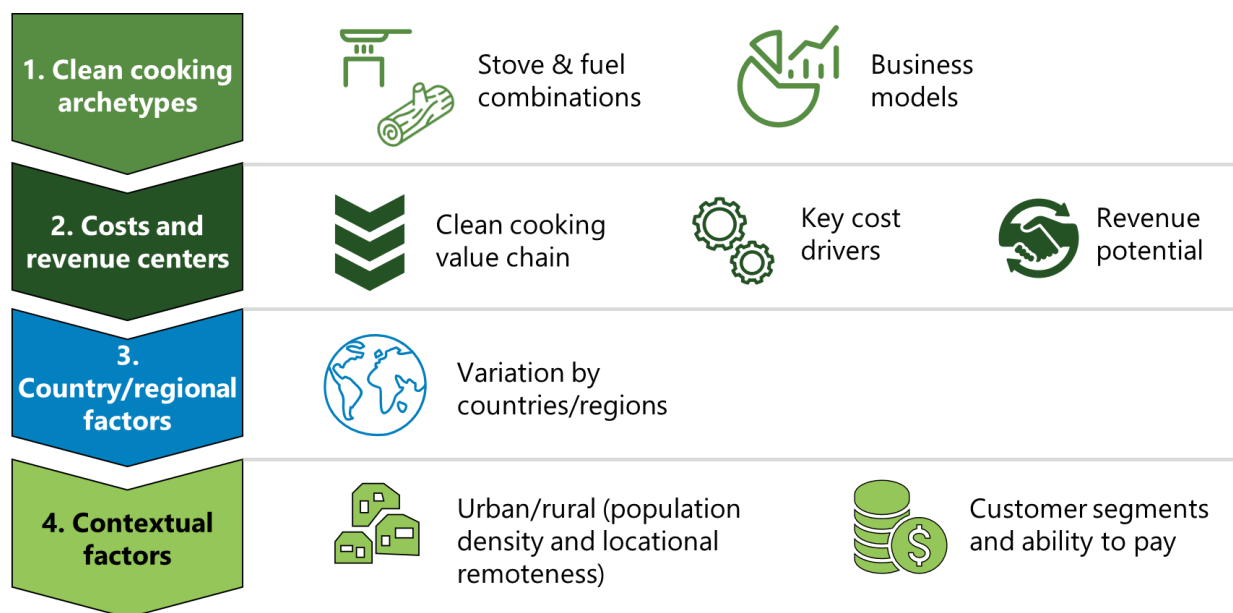 1. Clean cooking
archetypes
Stove & fuel
combinations
Business
models
2. Costs and
revenue centers
Clean cooking
value chain
Key cost
drivers
Revenue
potential
3.
Country/regional
factors
Variation by
countries/regions
4. Contextual
factors
Urban/rural (population
density and locational
remoteness)
$
Customer segments
and ability to pay